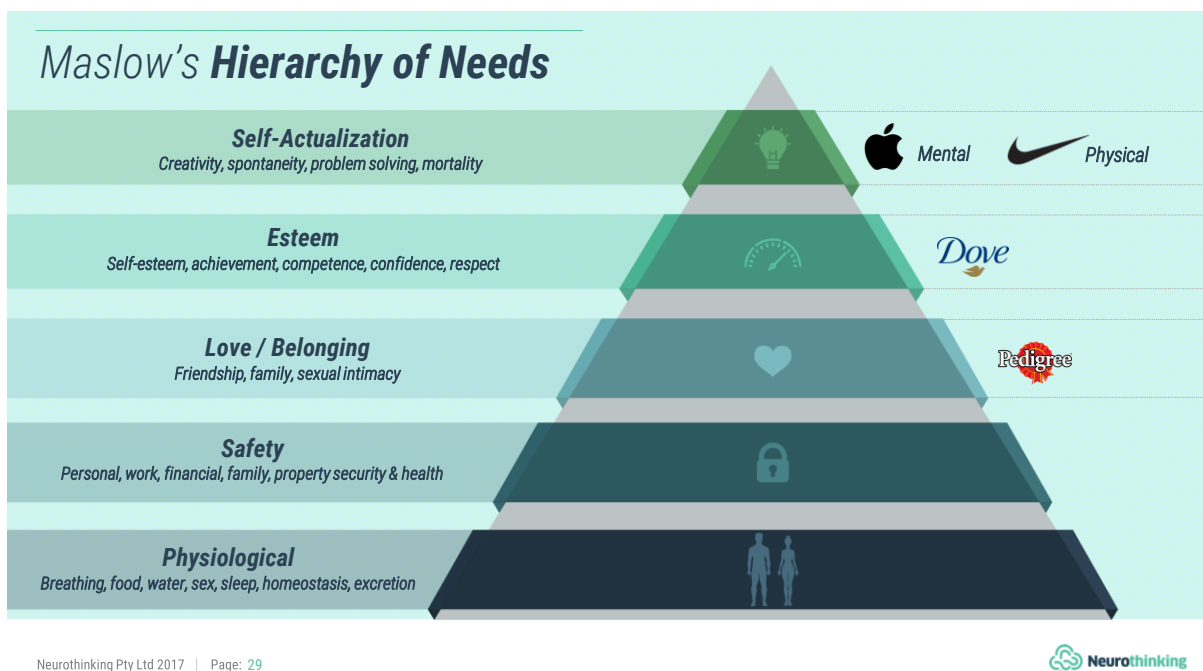 Maslow's Hierarchy of Needs
Self-Actualization
Creativity, spontaneity, problem solving, mortality
Mental
Physical
Esteem
Self-esteem, achievement, competence, confidence, respect
Dove
Love / Belonging
Friendship, family, sexual intimacy
Pedigree
Safety
Personal, work, financial, family, property security & health
Physiological
Breathing, food, water, sex, sleep, homeostasis, excretion
Neurothinking Pty Ltd 2017 | Page: 29
Neurothinking